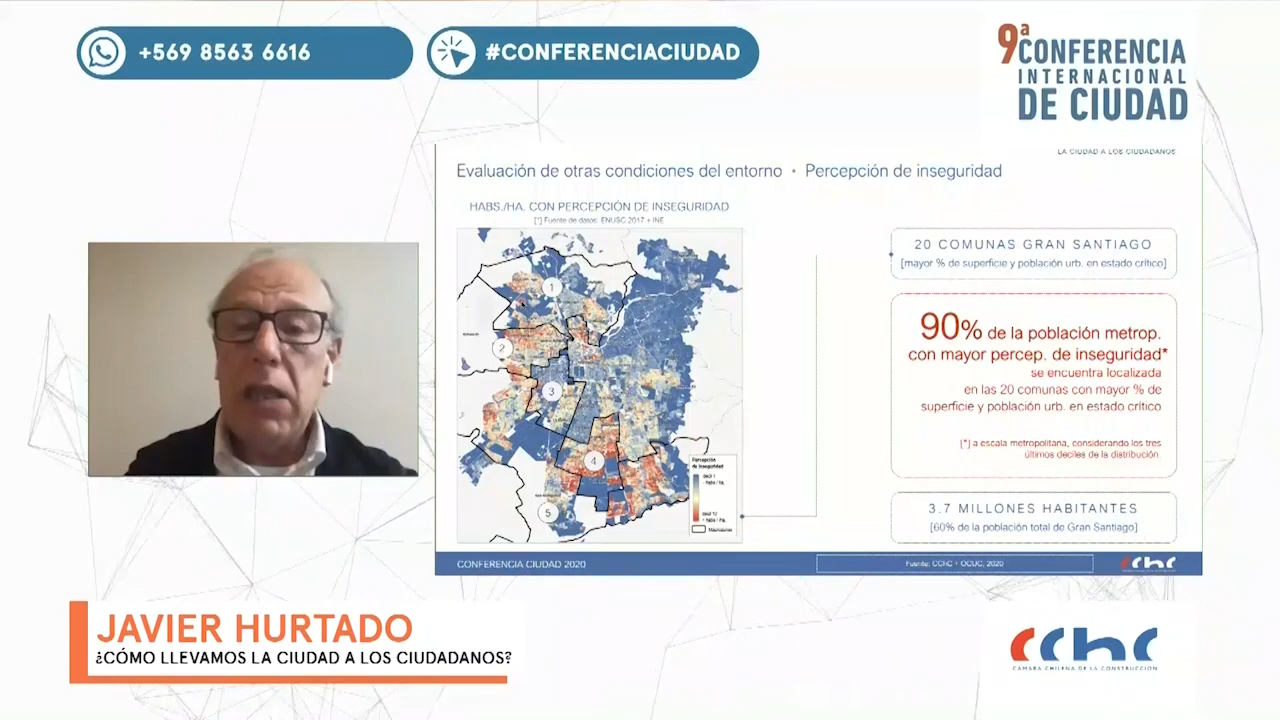 +569 8563 6616
#CONFERENCIACIUDAD
9ª
CONFERENCIA
INTERNACIONAL
DE CIUDAD
LA CIUDAD A LOS CIUDADANOS
Evaluación de otras condiciones del entorno • Percepción de inseguridad
HABS./HA. CON PERCEPCIÓN DE INSEGURIDAD
[*] Fuente de datos: ENUSC 2017 + INE
1
2
3
4
5
Percepción
de inseguridad
20 COMUNAS GRAN SANTIAGO
[mayor % de superficie y población urb. en estado crítico]
90% de la población metrop.
con mayor percep. de inseguridad*
se encuentra localizada
en las 20 comunas con mayor % de
superficie y población urb. en estado crítico
[*] a escala metropolitana, considerando los tres
últimos deciles de la distribución.
3.7 MILLONES HABITANTES
[60% de la población total de Gran Santiago]
CONFERENCIA CIUDAD 2020
Fuente: CChC + OCUC, 2020
cchc
JAVIER HURTADO
¿CÓMO LLEVAMOS LA CIUDAD A LOS CIUDADANOS?
cchc
CÁMARA CHILENA DE LA CONSTRUCCIÓN